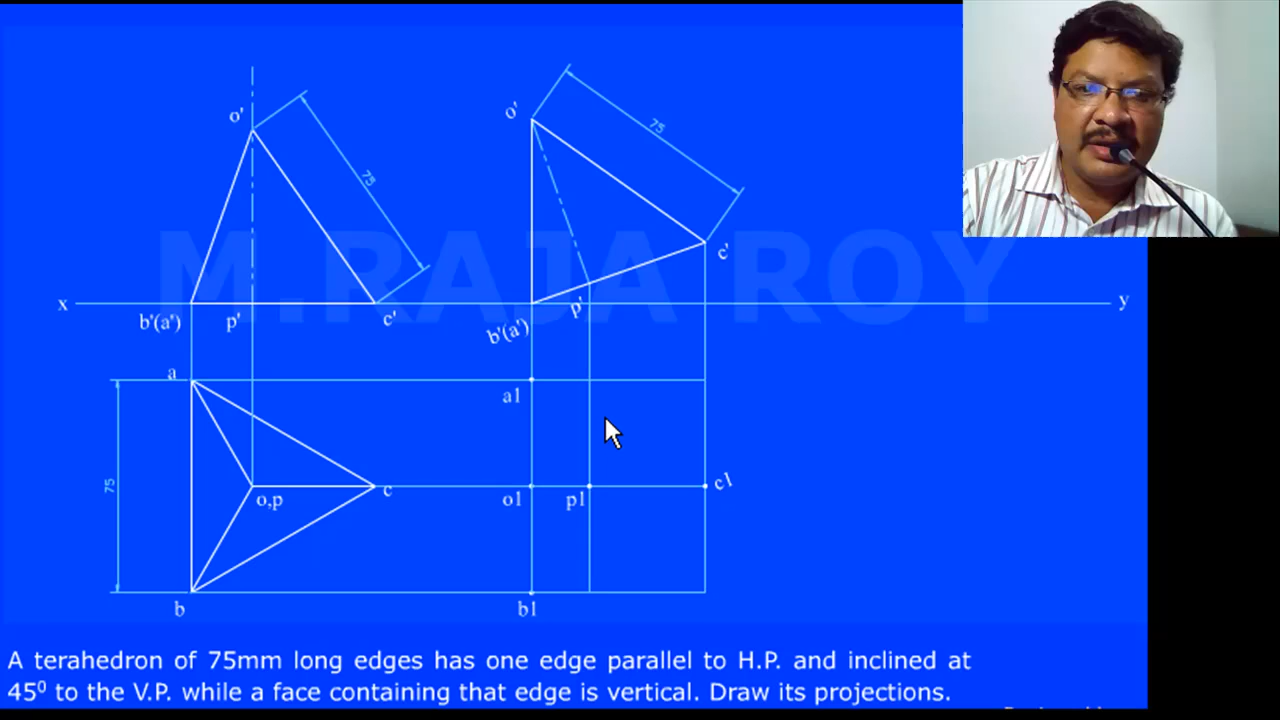 o'
o'
75
75
c'
M.RAJA ROY
x
y
b'(a')
p'
c'
b'(a')
p'
a
a1
75
o,p
c
o1
p1
c1
b
b1
A terahedron of 75mm long edges has one edge parallel to H.P. and inclined at
45⁰ to the V.P. while a face containing that edge is vertical. Draw its projections.